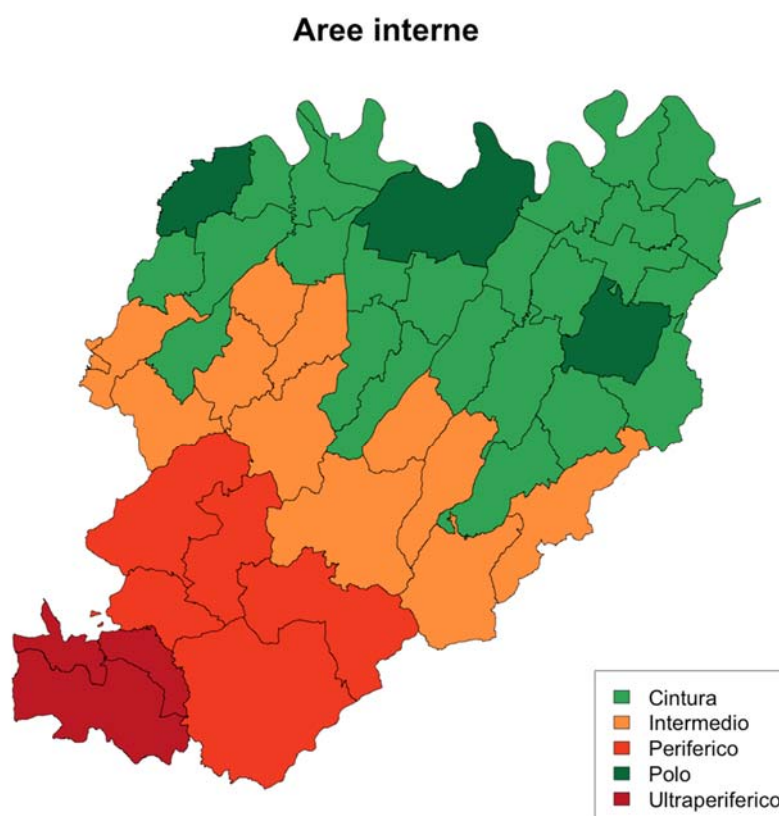 Aree interne
Cintura
Intermedio
Periferico
Polo
Ultraperiferico